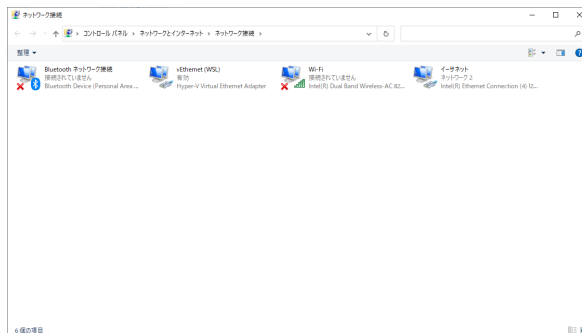 ネットワーク接続
コントロール パネル › ネットワークとインターネット › ネットワーク接続 ›
整理
Bluetooth ネットワーク接続
接続されていません
Bluetooth Device (Personal Area ...
vEthernet (WSL)
有効
Hyper-V Virtual Ethernet Adapter
Wi-Fi
接続されていません
Intel(R) Dual Band Wireless-AC 82...
イーサネット
ネットワーク 2
Intel(R) Ethernet Connection (4) I2...
6 個の項目